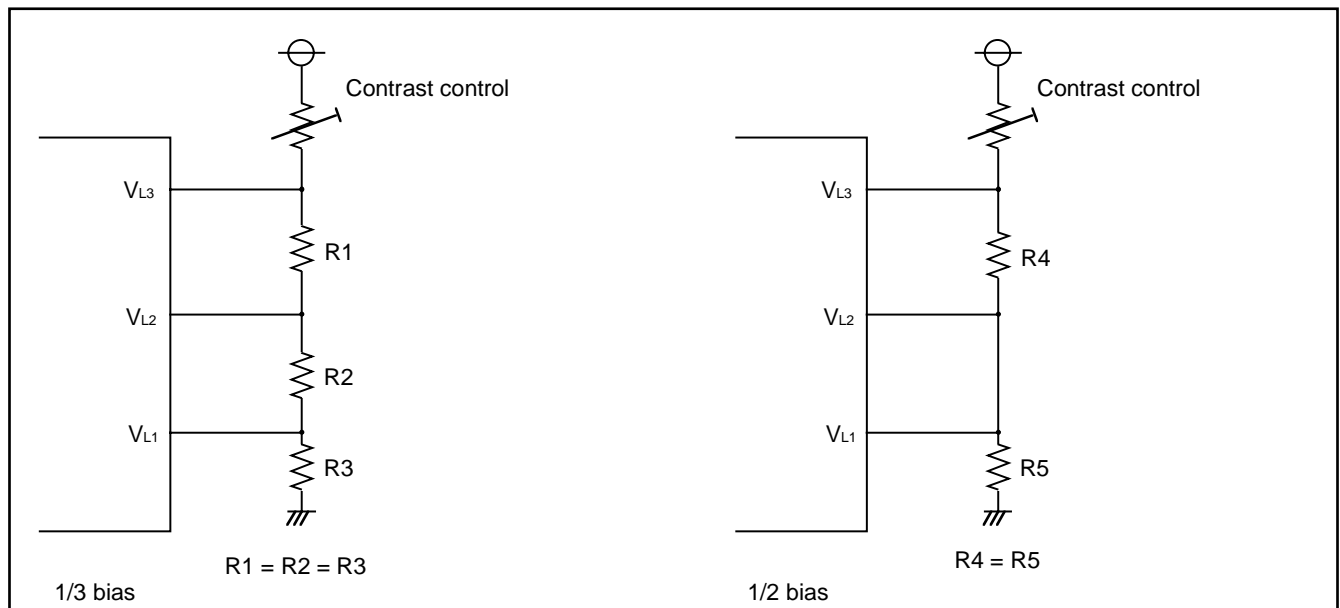 Contrast control
VL3
R1
VL2
R2
VL1
R3
R1 = R2 = R3
1/3 bias
Contrast control
VL3
R4
VL2
VL1
R5
R4 = R5
1/2 bias